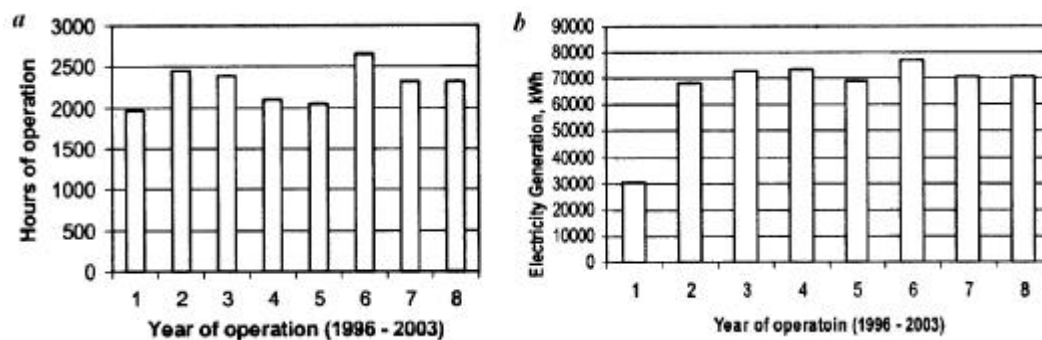 a
3000
2500
2000
1500
1000
500
0
Hours of operation
1 2 3 4 5 6 7 8
Year of operation (1996 - 2003)
b
90000
80000
70000
60000
50000
40000
30000
20000
10000
0
Electricity Generation, kWh
1 2 3 4 5 6 7 8
Year of operatoin (1996 - 2003)